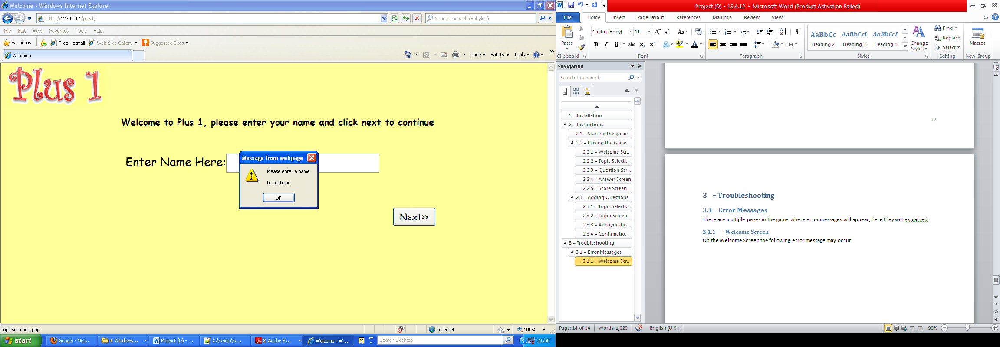 Welcome - Windows Internet Explorer
http://127.0.0.1/plus1/
Search the web (Babylon)
File Edit View Favorites Tools Help
Favorites Free Hotmail Web Slice Gallery Suggested Sites
Welcome
Page Safety Tools
Plus 1
Welcome to Plus 1, please enter your name and click next to continue
Enter Name Here:
Message from webpage
Please enter a name
to continue
OK
Next>>
TopicSelection.php
Internet
100%
start
Google - Moz...
4 Windows...
Project (D) - ...
C:\wamp\w...
2 Adobe R...
Welcome - W...
Search Desktop
21:58
Project (D) - 13.4.12 - Microsoft Word (Product Activation Failed)
File Home Insert Page Layout References Mailings Review View
Paste
Clipboard
Calibri (Body) 11
B I U abc x₂ x²
Font
Paragraph
AaBbCc AaBbCcI AaBbCcD
Heading 2 Heading 3 Heading 4
Change
Styles
Styles
Find
Replace
Select
Editing
Macros
New Group
Navigation
Search Document
1 – Installation
2 – Instructions
2.1 – Starting the game
2.2 – Playing the Game
2.2.1 – Welcome Scr...
2.2.2 – Topic Selecti...
2.2.3 – Question Scr...
2.2.4 – Answer Screen
2.2.5 – Score Screen
2.3 – Adding Questions
2.3.1 – Topic Selecti...
2.3.2 – Login Screen
2.3.3 – Add Questio...
2.3.4 – Confirmatio...
3 – Troubleshooting
3.1 – Error Messages
3.1.1 – Welcome Scr...
12
3 – Troubleshooting
3.1 – Error Messages
There are multiple pages in the game where error messages will appear, here they will explained.
3.1.1 – Welcome Screen
On the Welcome Screen the following error message may occur
Page: 14 of 14 Words: 1,020 English (U.K.) 90%